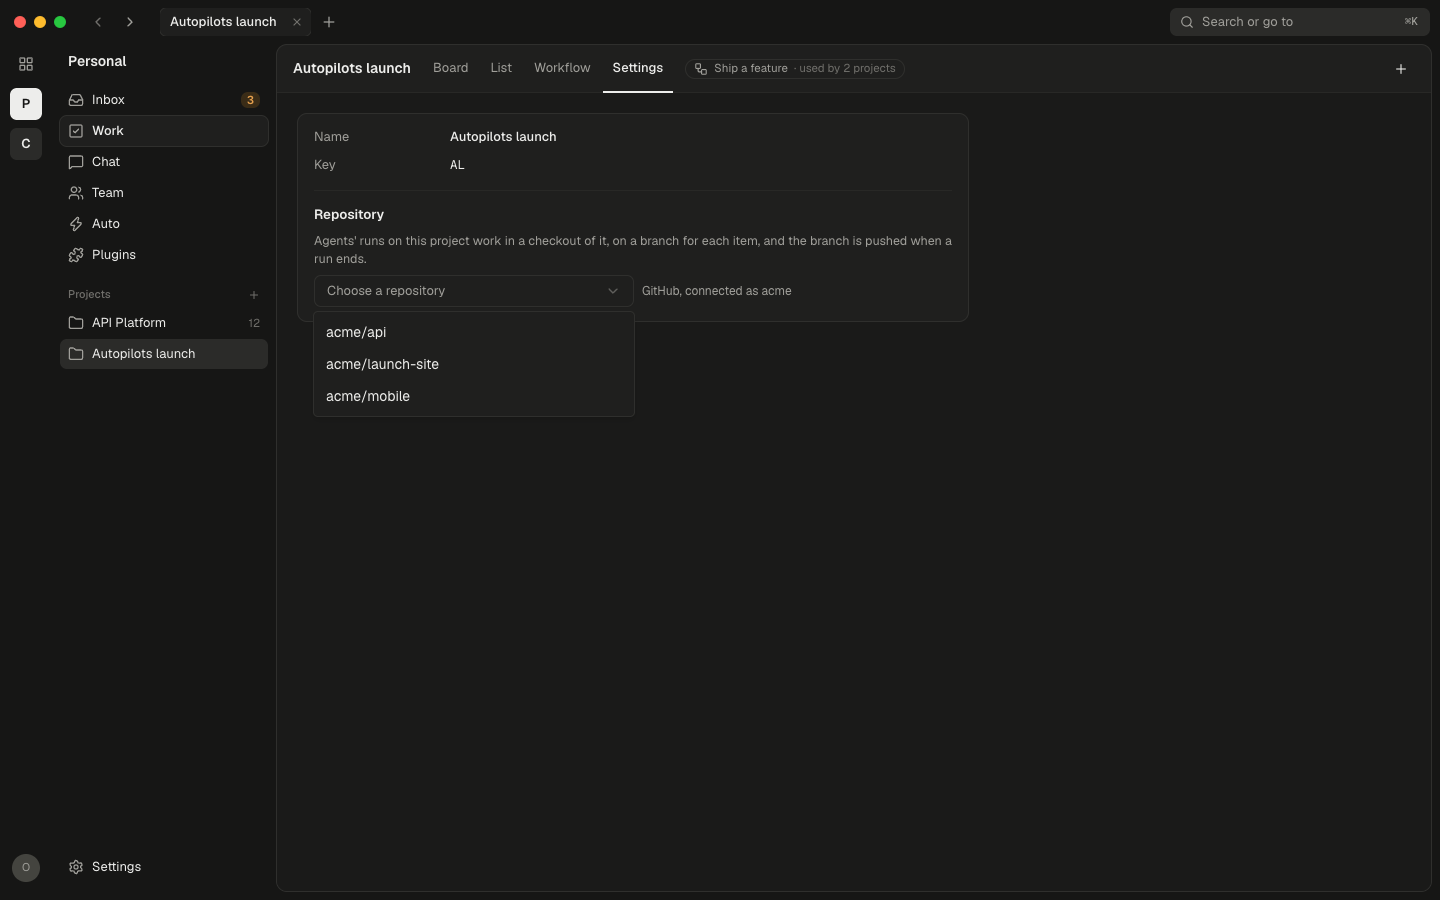 Autopilots launch
Search or go to
⌘K
Personal
P
C
Inbox
3
Work
Chat
Team
Auto
Plugins
Projects
API Platform
12
Autopilots launch
O
Settings
Autopilots launch
Board
List
Workflow
Settings
Ship a feature · used by 2 projects
Name
Autopilots launch
Key
AL
Repository
Agents' runs on this project work in a checkout of it, on a branch for each item, and the branch is pushed when a
run ends.
Choose a repository
GitHub, connected as acme
acme/api
acme/launch-site
acme/mobile